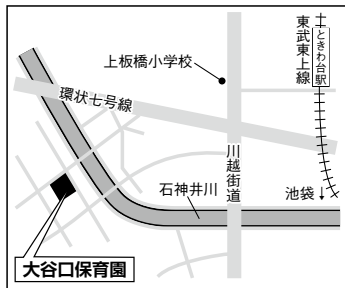 東武東上線
ときわ台駅
上板橋小学校
環状七号線
川越街道
石神井川
池袋
大谷口保育園